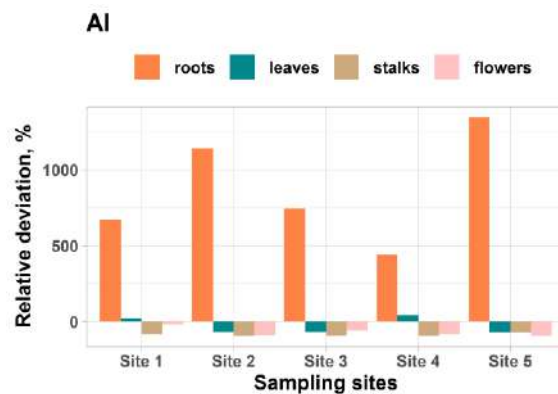 Al
roots leaves stalks flowers
Relative deviation, %
1000
500
0
Site 1 Site 2 Site 3 Site 4 Site 5
Sampling sites